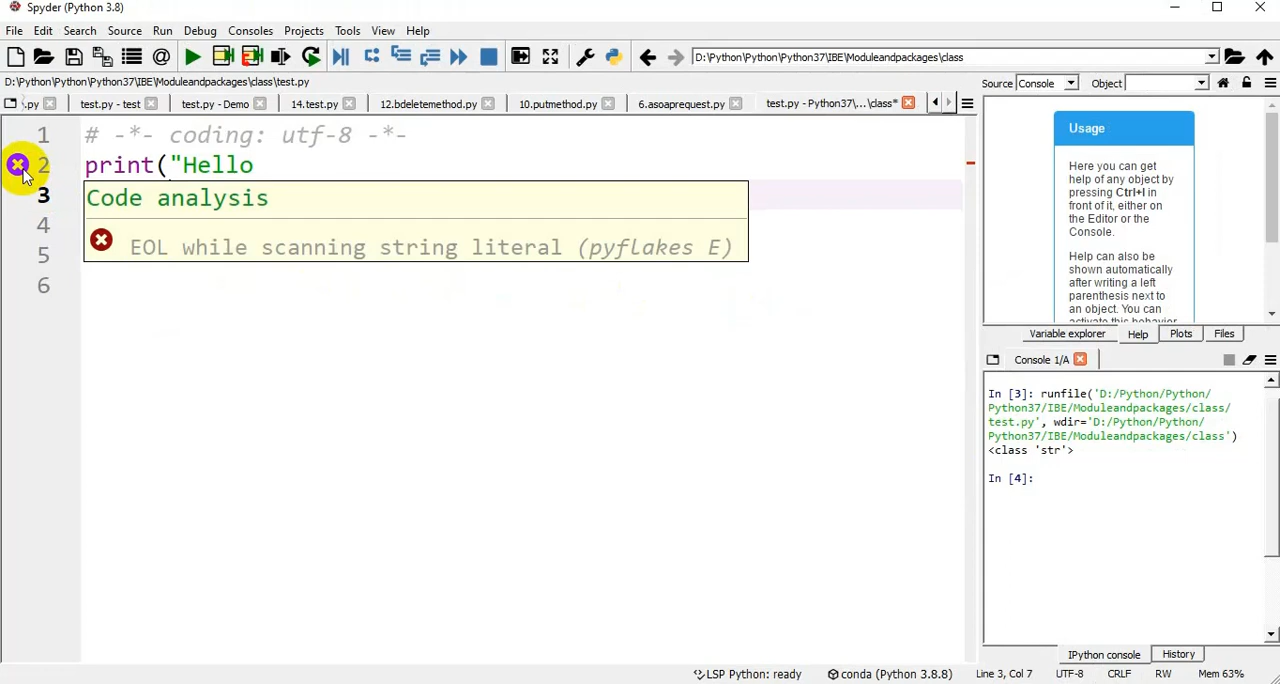 Spyder (Python 3.8)
File Edit Search Source Run Debug Consoles Projects Tools View Help
D:\Python\Python\Python37\IBE\Moduleandpackages\class
D:\Python\Python\Python37\IBE\Moduleandpackages\class\test.py
.py test.py - test test.py - Demo 14.test.py 12.bdeletemethod.py 10.putmethod.py 6.asoaprequest.py test.py - Python37\...\class*
1 # -*- coding: utf-8 -*-
2 print("Hello
3
Code analysis
4
EOL while scanning string literal (pyflakes E)
5
6
Source Console Object
Usage
Here you can get
help of any object by
pressing Ctrl+I in
front of it, either on
the Editor or the
Console.
Help can also be
shown automatically
after writing a left
parenthesis next to
an object. You can
activate this behavior
Variable explorer Help Plots Files
Console 1/A
In [3]: runfile('D:/Python/Python/
Python37/IBE/Moduleandpackages/class/
test.py', wdir='D:/Python/Python/
Python37/IBE/Moduleandpackages/class')
<class 'str'>
In [4]:
IPython console History
LSP Python: ready conda (Python 3.8.8) Line 3, Col 7 UTF-8 CRLF RW Mem 63%